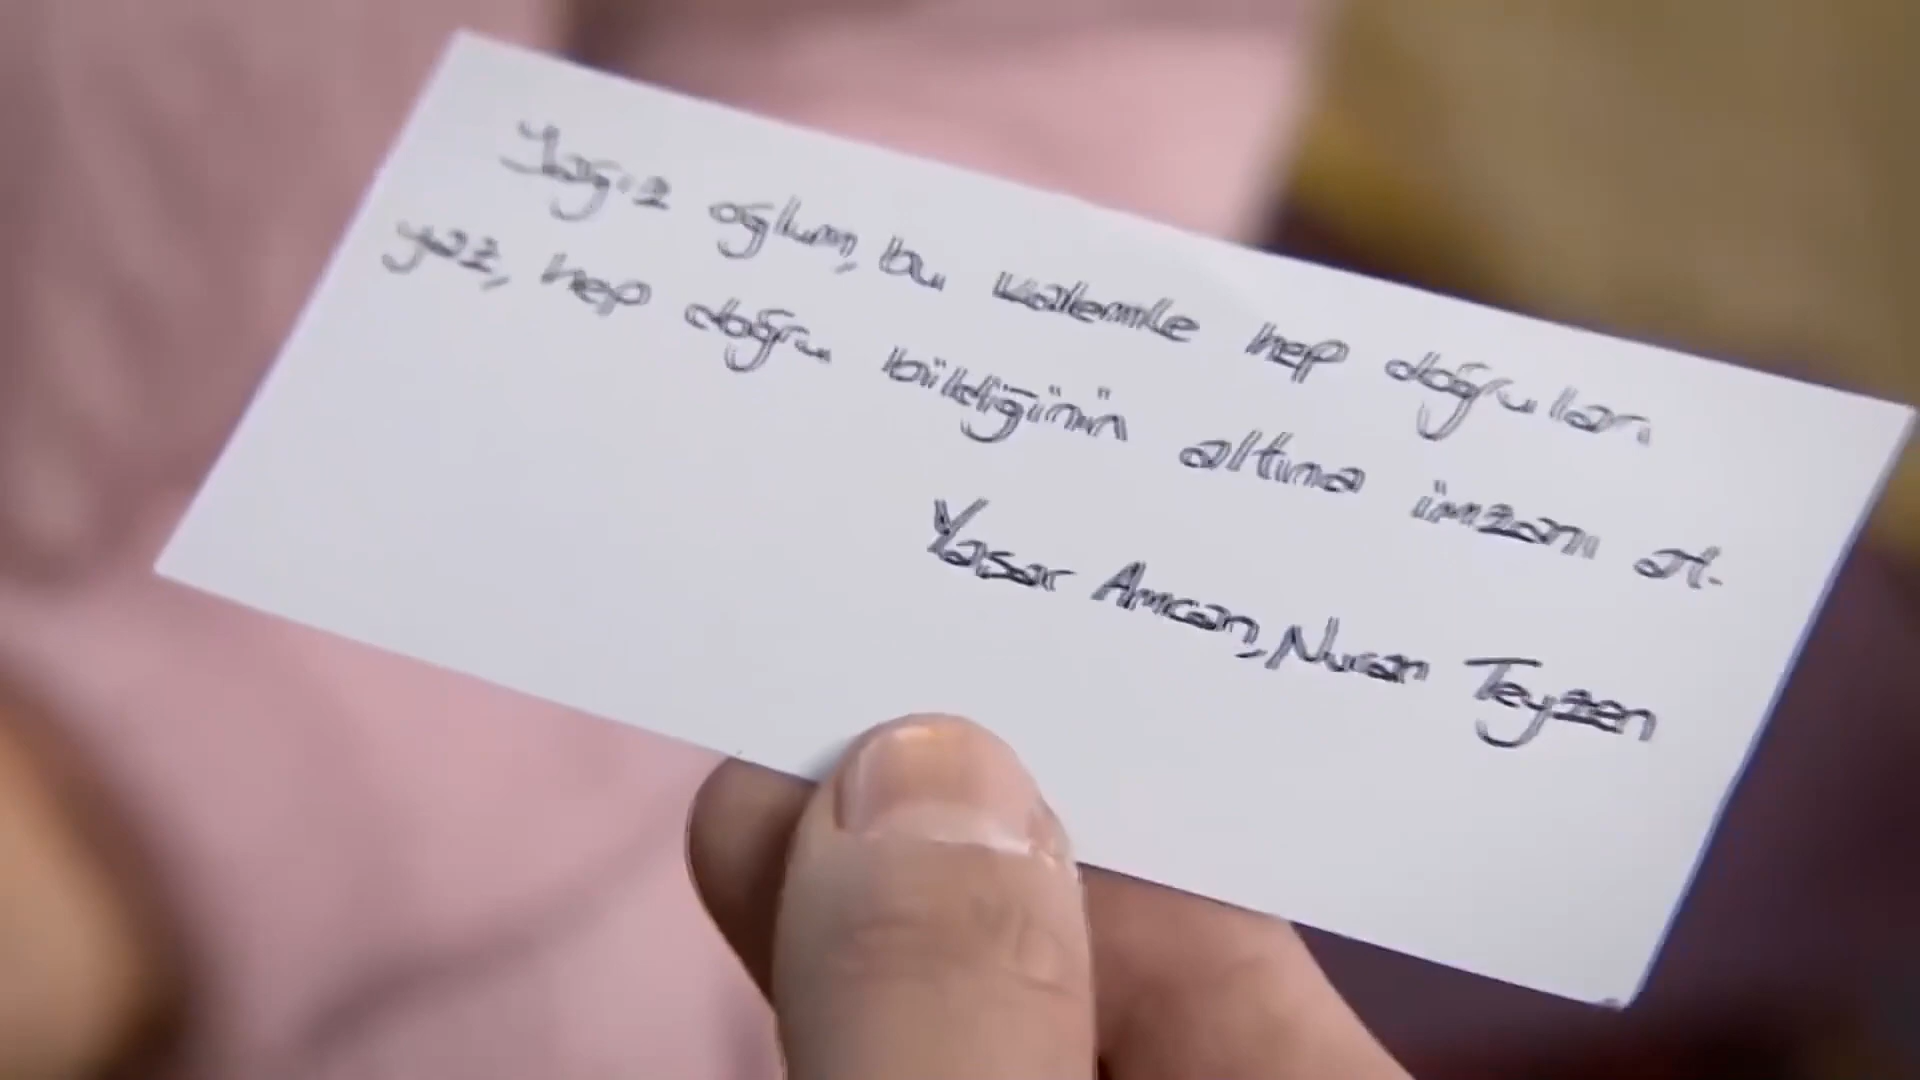 Yağız oğlum, bu kalemle hep doğruları
yaz, hep doğru bildiğinin altına imzanı at.
Yaşar Amcan, Nuran Teyzen